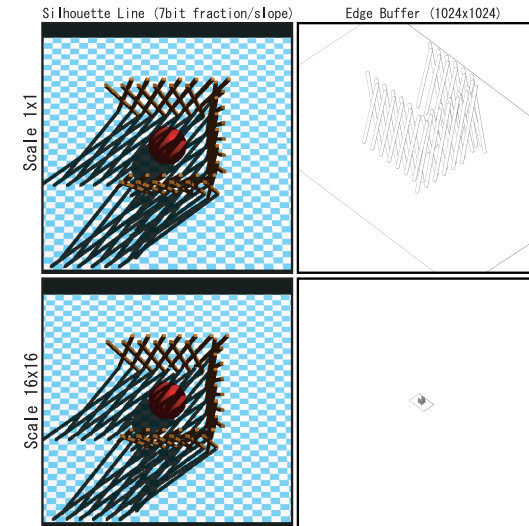 Silhouette Line (7bit fraction/slope)
Edge Buffer (1024x1024)
Scale 1x1
Scale 16x16